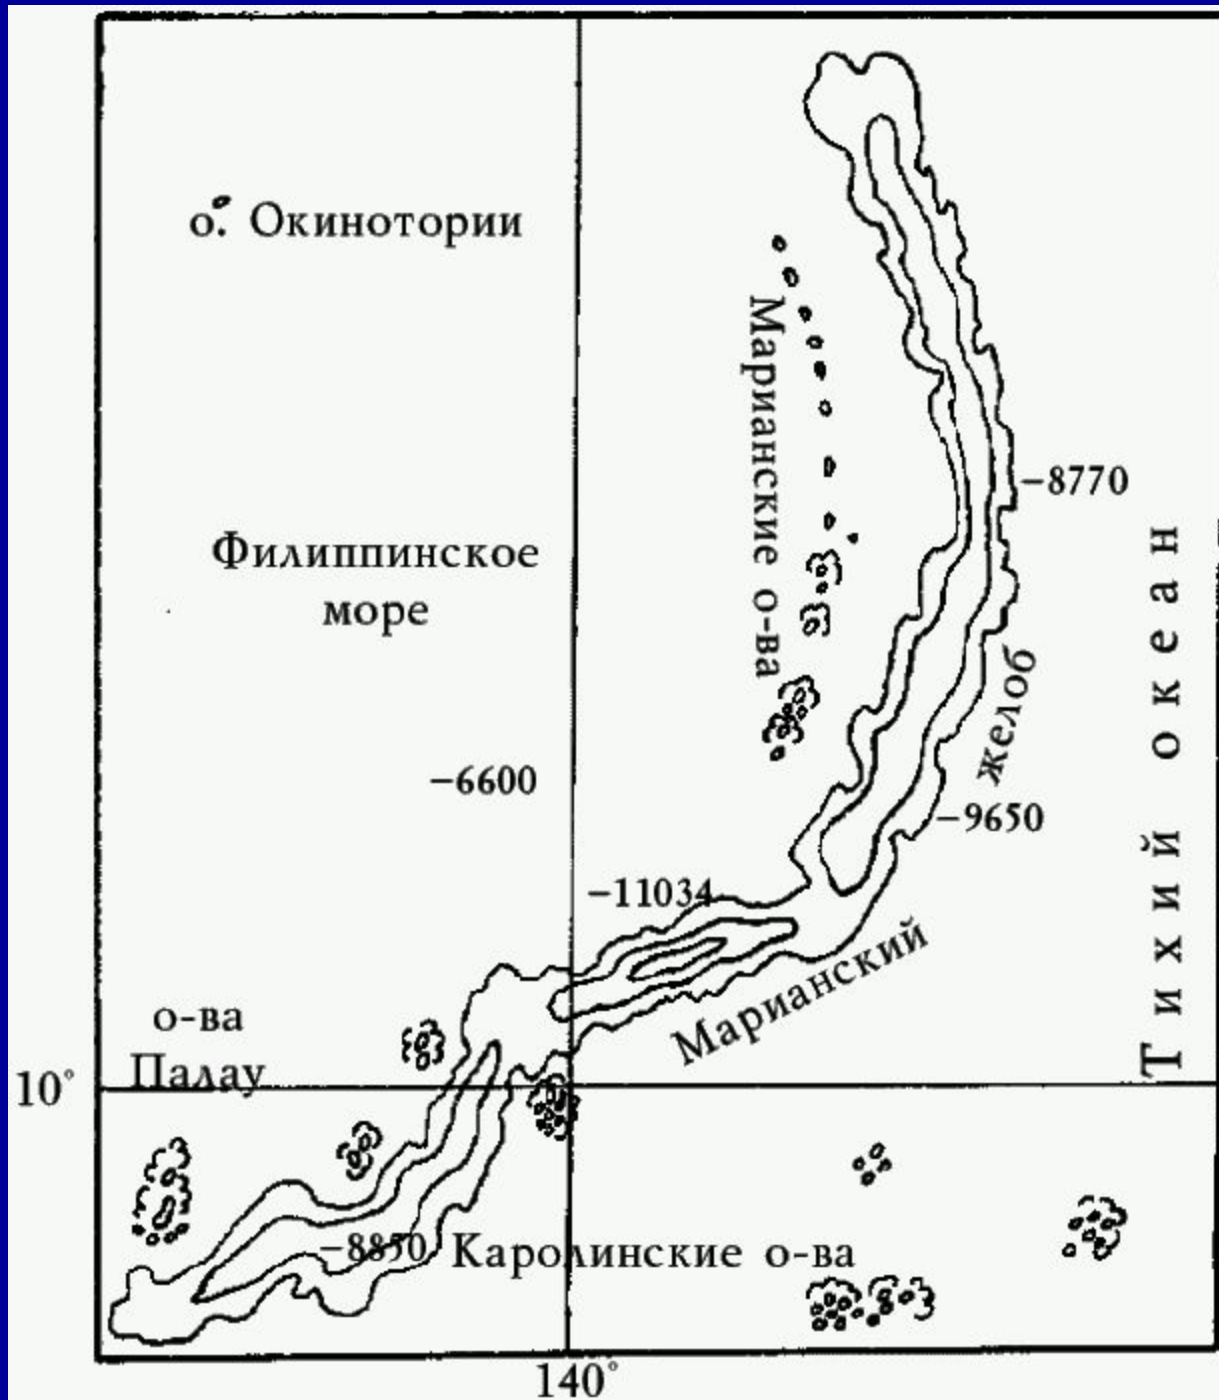 о. Окинотории
Марианские о-ва
−8770
Филиппинское
море
Тихий океан
желоб
−6600
−9650
−11034
Марианский
о-ва
Палау
10°
−8850
Каролинские о-ва
140°